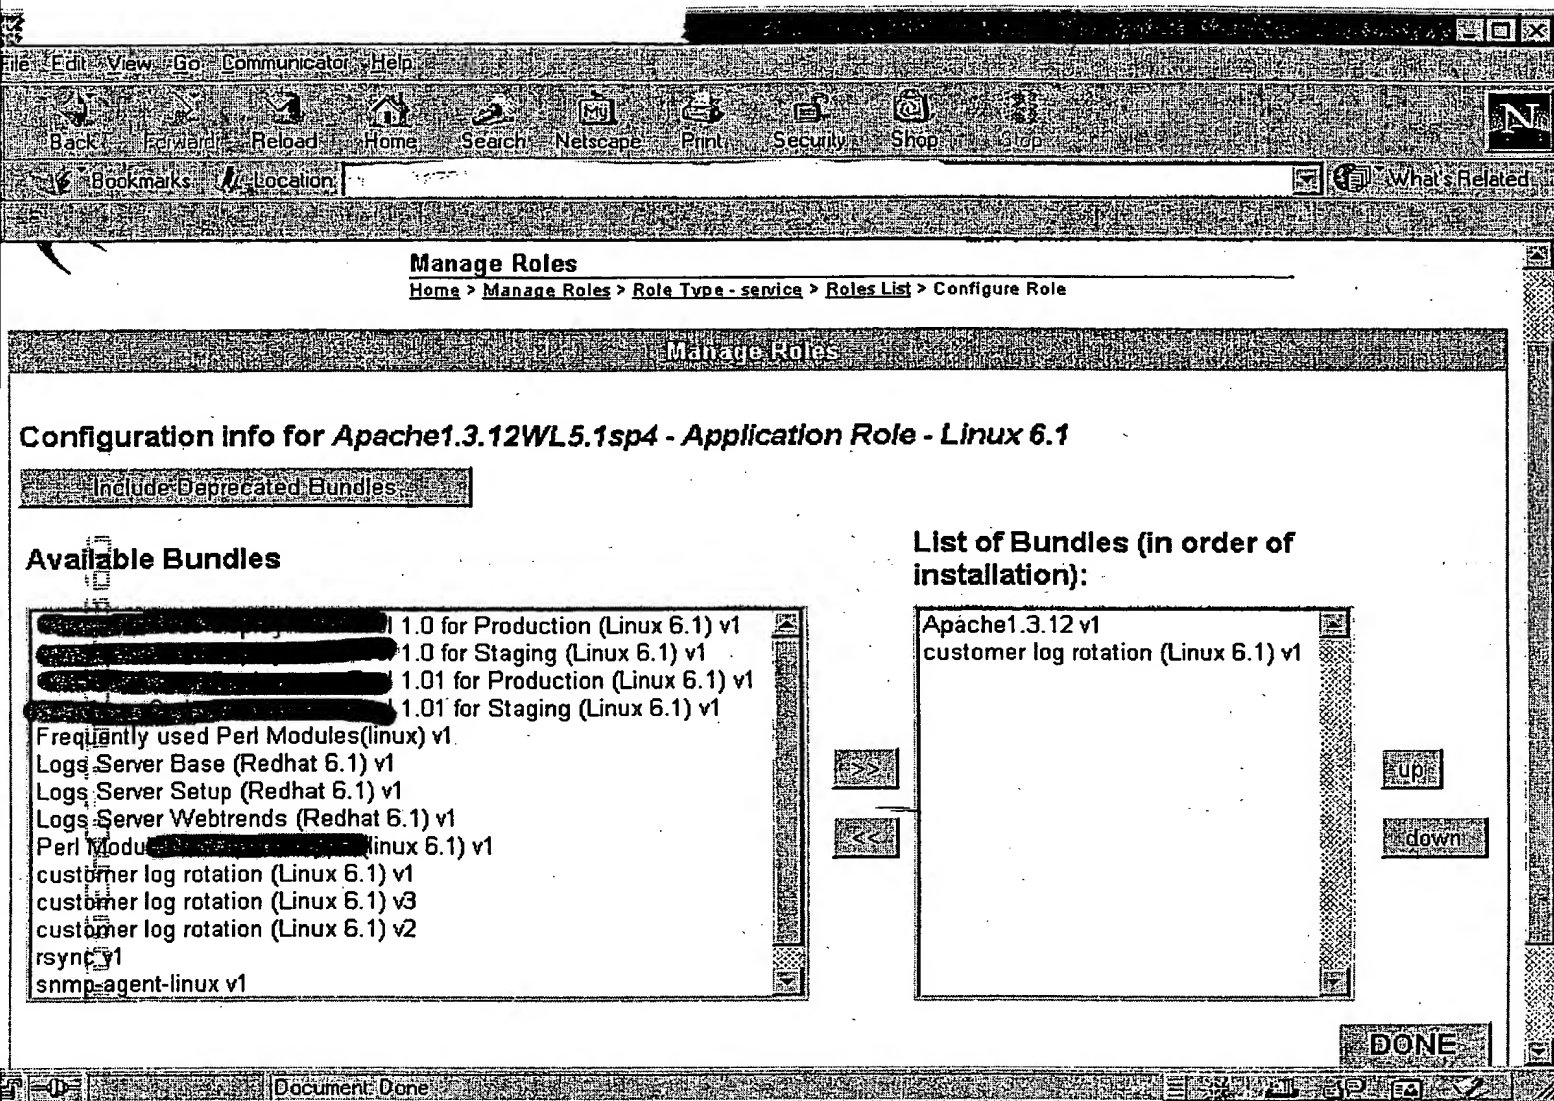 File Edit View Go Communicator Help
Back Forward Reload Home Search Netscape Print Security Shop Stop
N
Bookmarks Location: What's Related
Manage Roles
Home > Manage Roles > Role Type - service > Roles List > Configure Role
Manage Roles
Configuration info for Apache1.3.12WL5.1sp4 - Application Role - Linux 6.1
Include Deprecated Bundles
Available Bundles
List of Bundles (in order of
installation):
1.0 for Production (Linux 6.1) v1
1.0 for Staging (Linux 6.1) v1
1.01 for Production (Linux 6.1) v1
1.01 for Staging (Linux 6.1) v1
Frequently used Perl Modules(linux) v1
Logs Server Base (Redhat 6.1) v1
Logs Server Setup (Redhat 6.1) v1
Logs Server Webtrends (Redhat 6.1) v1
Perl Modu linux 6.1) v1
customer log rotation (Linux 6.1) v1
customer log rotation (Linux 6.1) v3
customer log rotation (Linux 6.1) v2
rsync v1
snmp-agent-linux v1
>>
<<
Apache1.3.12 v1
customer log rotation (Linux 6.1) v1
up
down
DONE
Document: Done